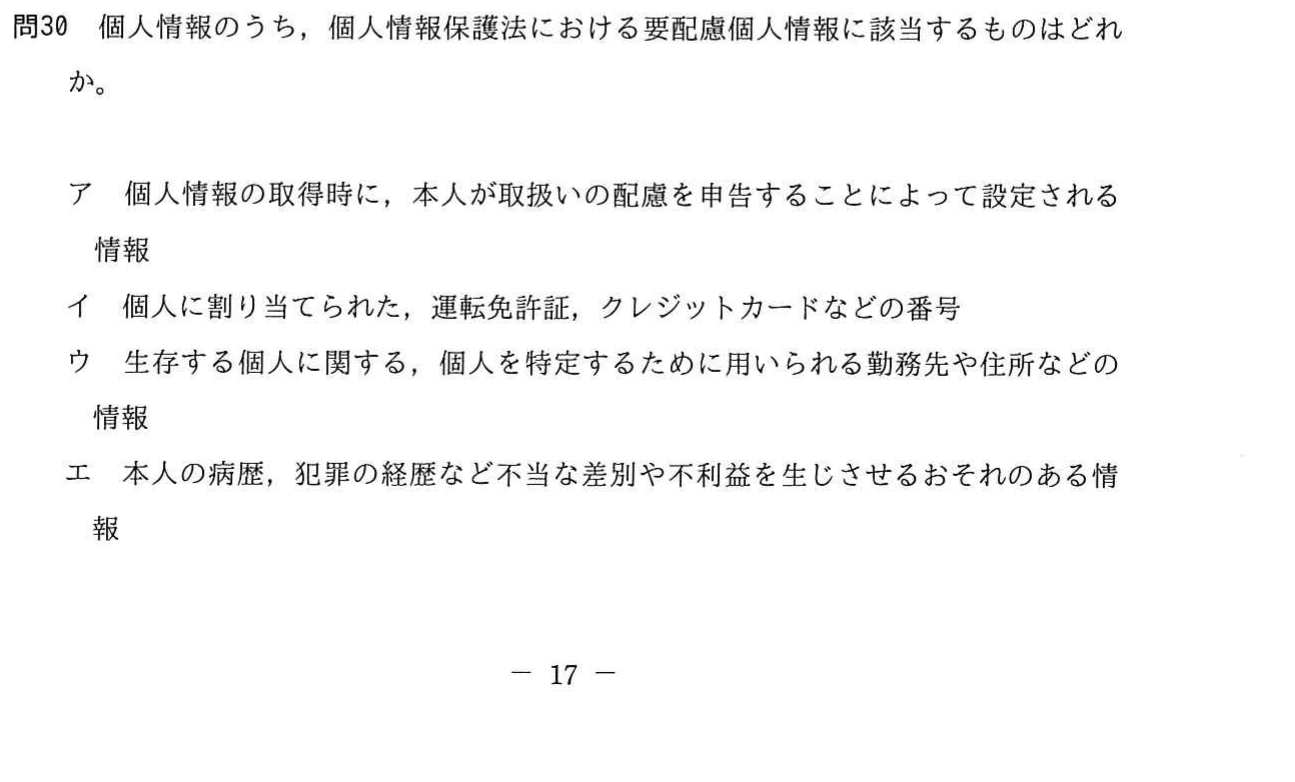 問30 個人情報のうち，個人情報保護法における要配慮個人情報に該当するものはどれ
か。
ア 個人情報の取得時に，本人が取扱いの配慮を申告することによって設定される
情報
イ 個人に割り当てられた，運転免許証，クレジットカードなどの番号
ウ 生存する個人に関する，個人を特定するために用いられる勤務先や住所などの
情報
エ 本人の病歴，犯罪の経歴など不当な差別や不利益を生じさせるおそれのある情
報
－ 17 －